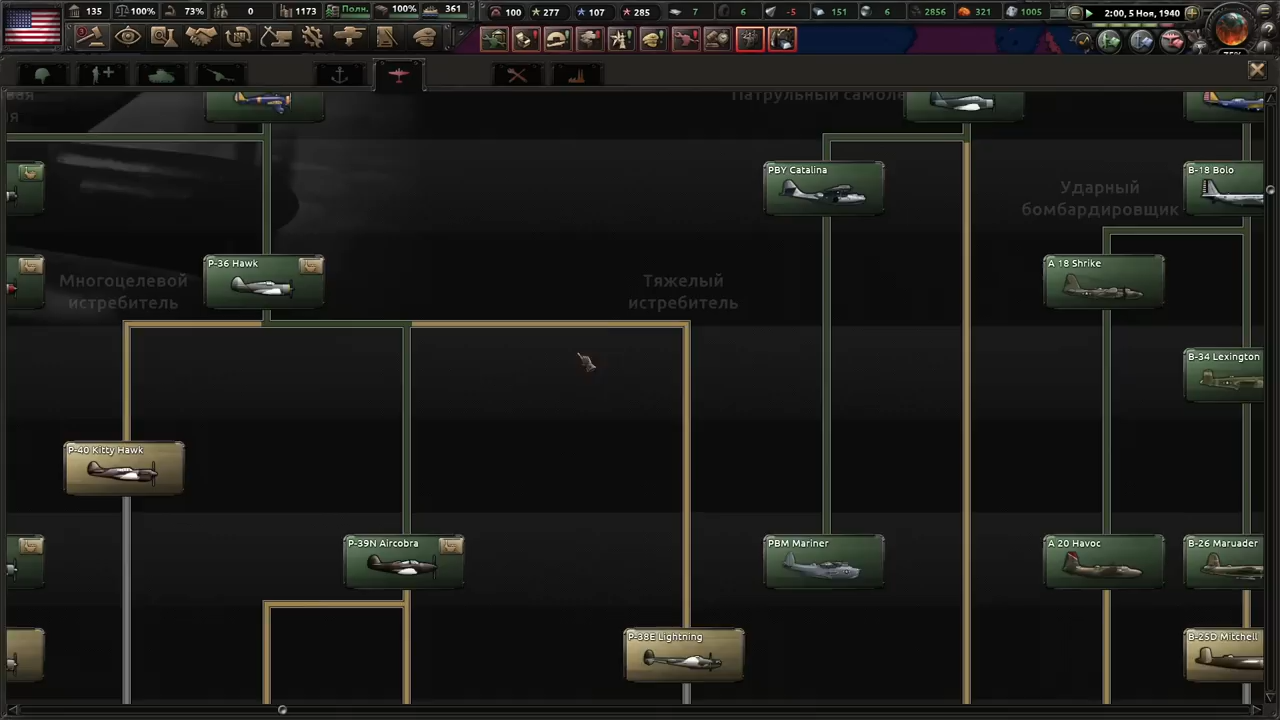 135 100% 73% 0 1173 Полн. 100% 361 100 277 107 285 7 6 -5 151 6 2856 321 1005 2:00, 5 Ноя, 1940
75%
вая
я
Патрульный самоле
PBY Catalina
B-18 Bolo
Ударный
бомбардировщик
P-36 Hawk
A 18 Shrike
Многоцелевой
истребитель
Тяжелый
истребитель
B-34 Lexington
P-40 Kitty Hawk
P-39N Aircobra
PBM Mariner
A 20 Havoc
B-26 Maruader
P-38E Lightning
B-25D Mitchell